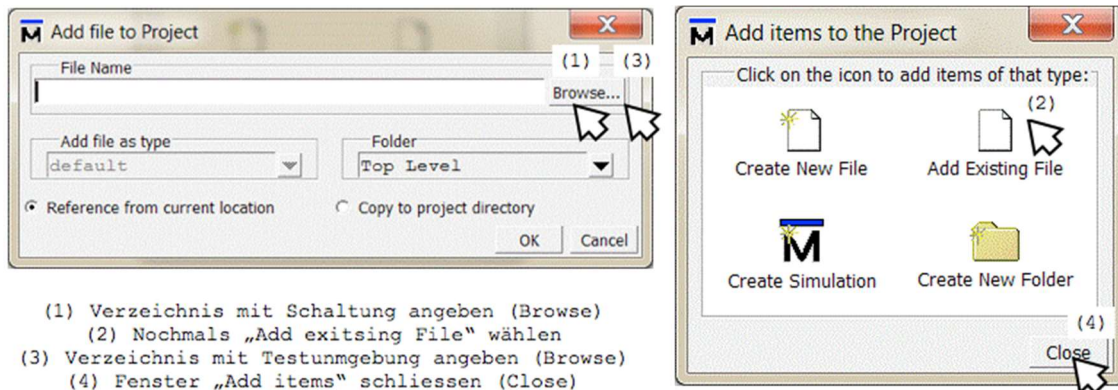 M Add file to Project
X
File Name
(1) (3)
Browse...
Add file as type
default
Folder
Top Level
Reference from current location
Copy to project directory
OK Cancel
(1) Verzeichnis mit Schaltung angeben (Browse)
(2) Nochmals „Add exitsing File“ wählen
(3) Verzeichnis mit Testunmgebung angeben (Browse)
(4) Fenster „Add items“ schliessen (Close)
M Add items to the Project
X
Click on the icon to add items of that type:
(2)
Create New File
Add Existing File
M
Create Simulation
Create New Folder
(4)
Close